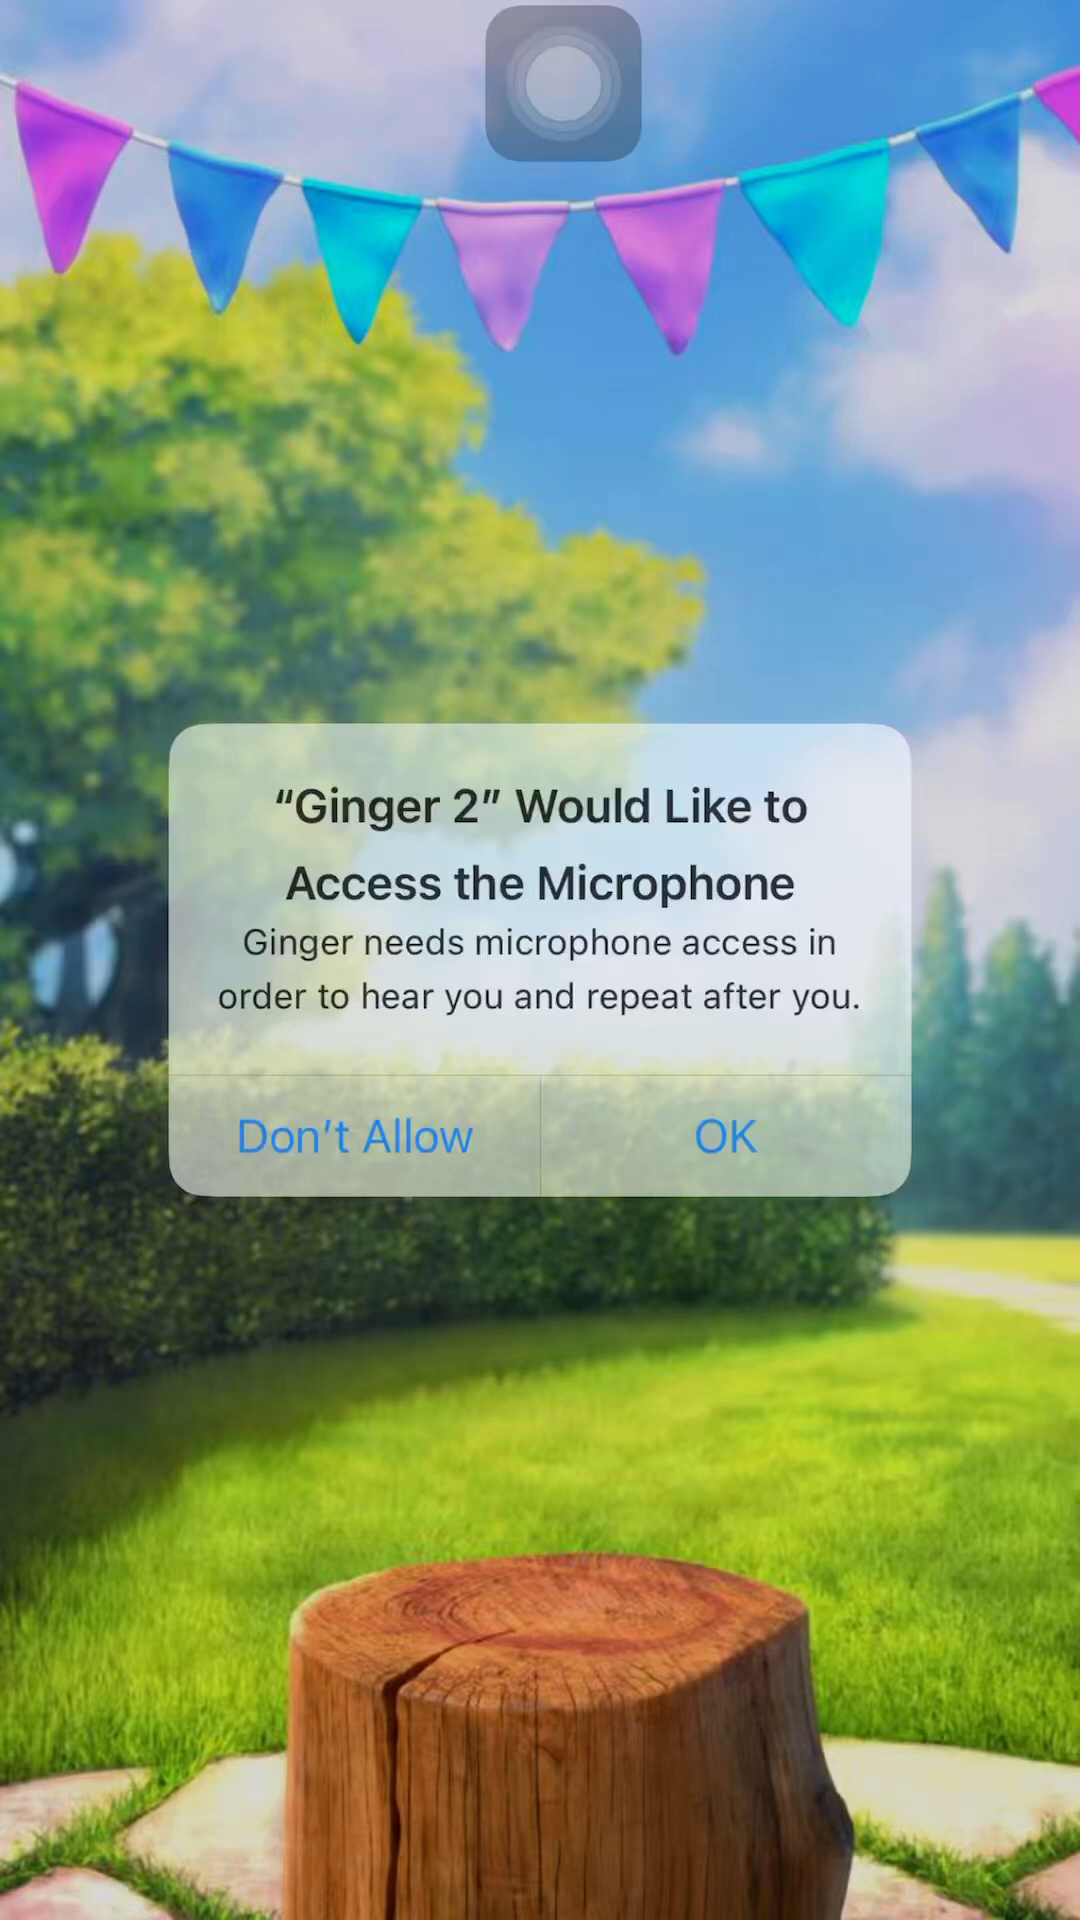 “Ginger 2” Would Like to
Access the Microphone
Ginger needs microphone access in
order to hear you and repeat after you.
Don’t Allow
OK